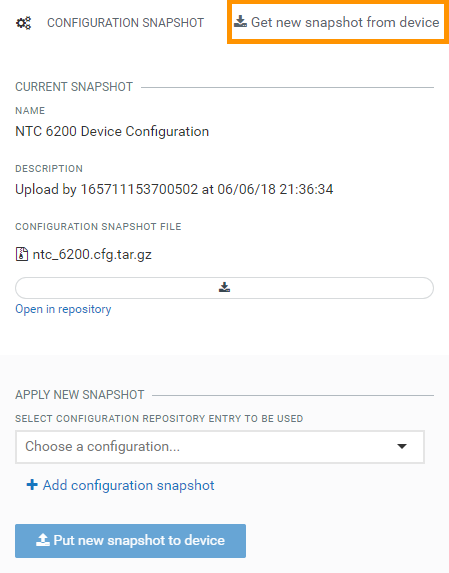 CONFIGURATION SNAPSHOT Get new snapshot from device
CURRENT SNAPSHOT
NAME
NTC 6200 Device Configuration
DESCRIPTION
Upload by 165711153700502 at 06/06/18 21:36:34
CONFIGURATION SNAPSHOT FILE
ntc_6200.cfg.tar.gz
Open in repository
APPLY NEW SNAPSHOT
SELECT CONFIGURATION REPOSITORY ENTRY TO BE USED
Choose a configuration...
Add configuration snapshot
Put new snapshot to device